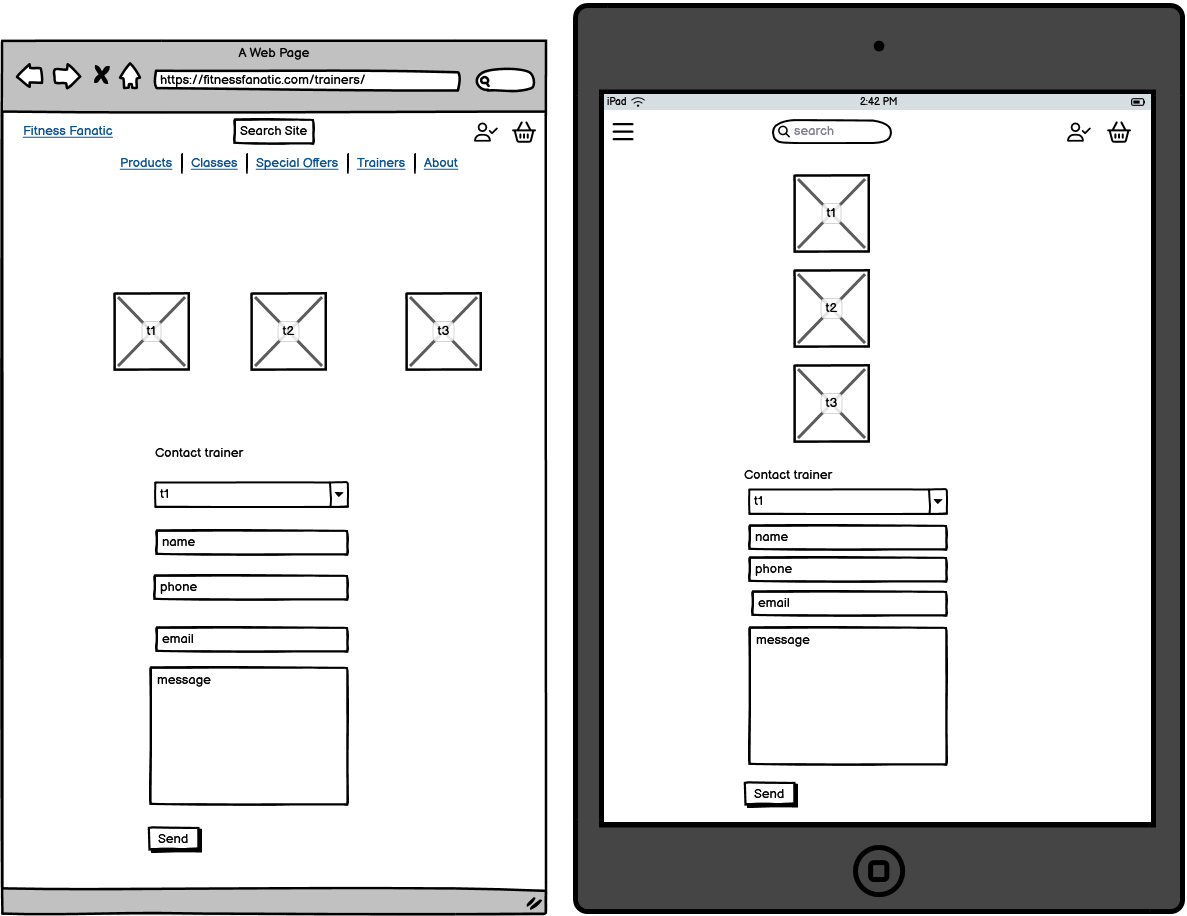 A Web Page
https://fitnessfanatic.com/trainers/
Fitness Fanatic
Search Site
Products Classes Special Offers Trainers About
t1 t2 t3
Contact trainer
t1
name
phone
email
message
Send
iPad 2:42 PM
search
t1
t2
t3
Contact trainer
t1
name
phone
email
message
Send